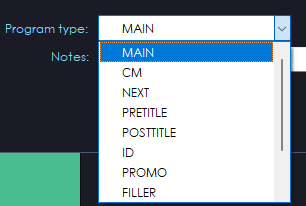 Program type: MAIN
Notes:
MAIN
CM
NEXT
PRETITLE
POSTTITLE
ID
PROMO
FILLER